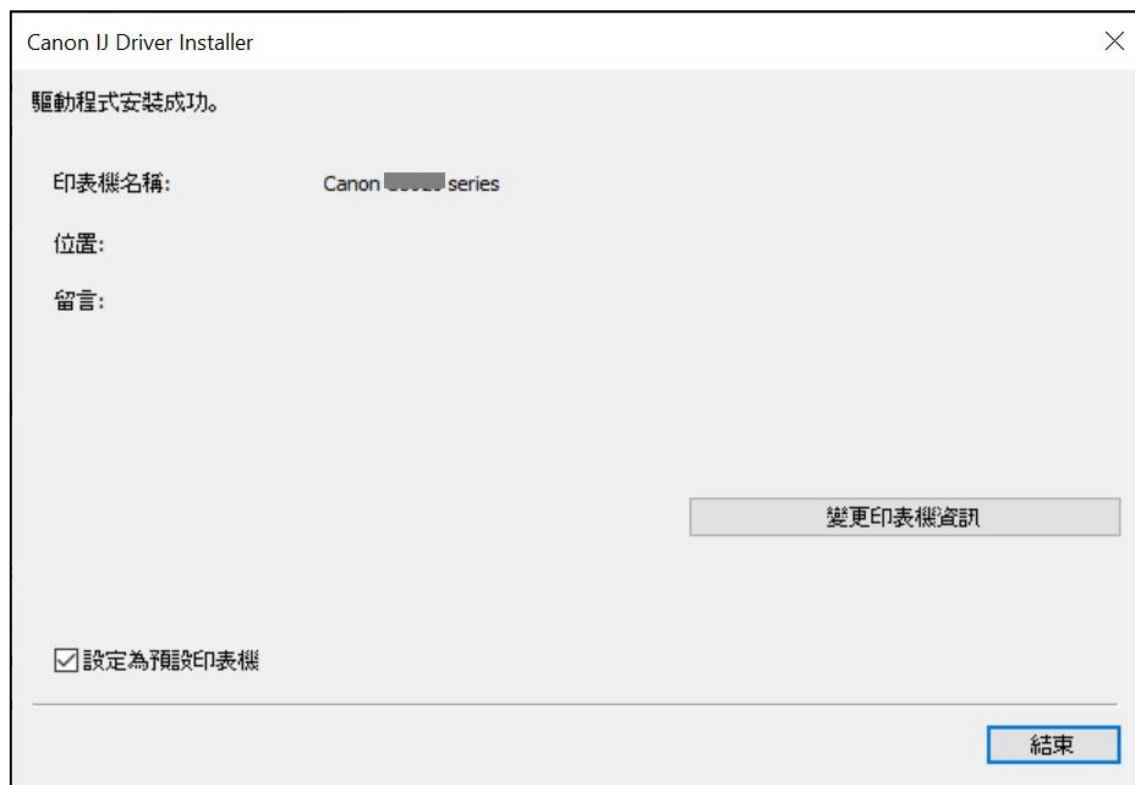 Canon IJ Driver Installer
驅動程式安裝成功。
印表機名稱: Canon series
位置:
留言:
變更印表機資訊
設定為預設印表機
結束